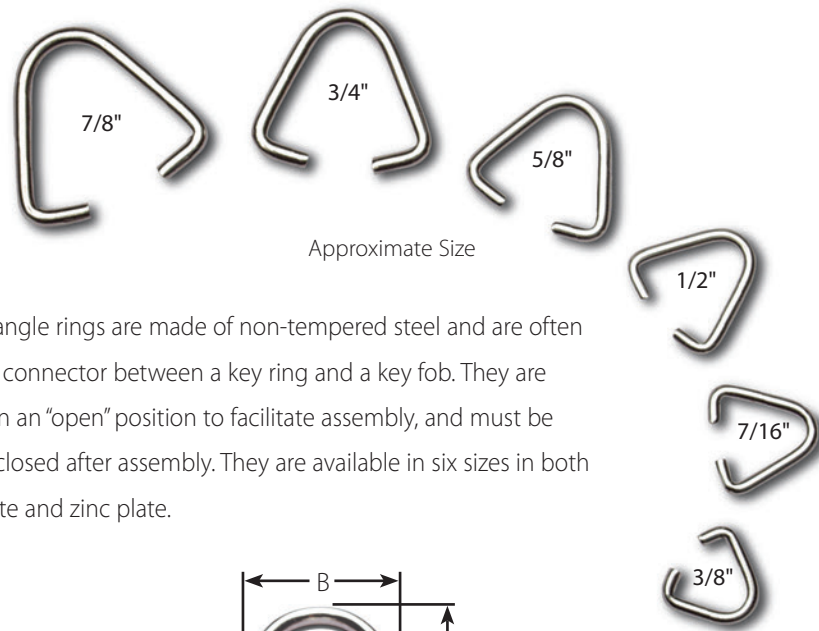 7/8"
3/4"
5/8"
1/2"
7/16"
3/8"
Approximate Size
angle rings are made of non-tempered steel and are often
connector between a key ring and a key fob. They are
an “open” position to facilitate assembly, and must be
closed after assembly. They are available in six sizes in both
and zinc plate.
B